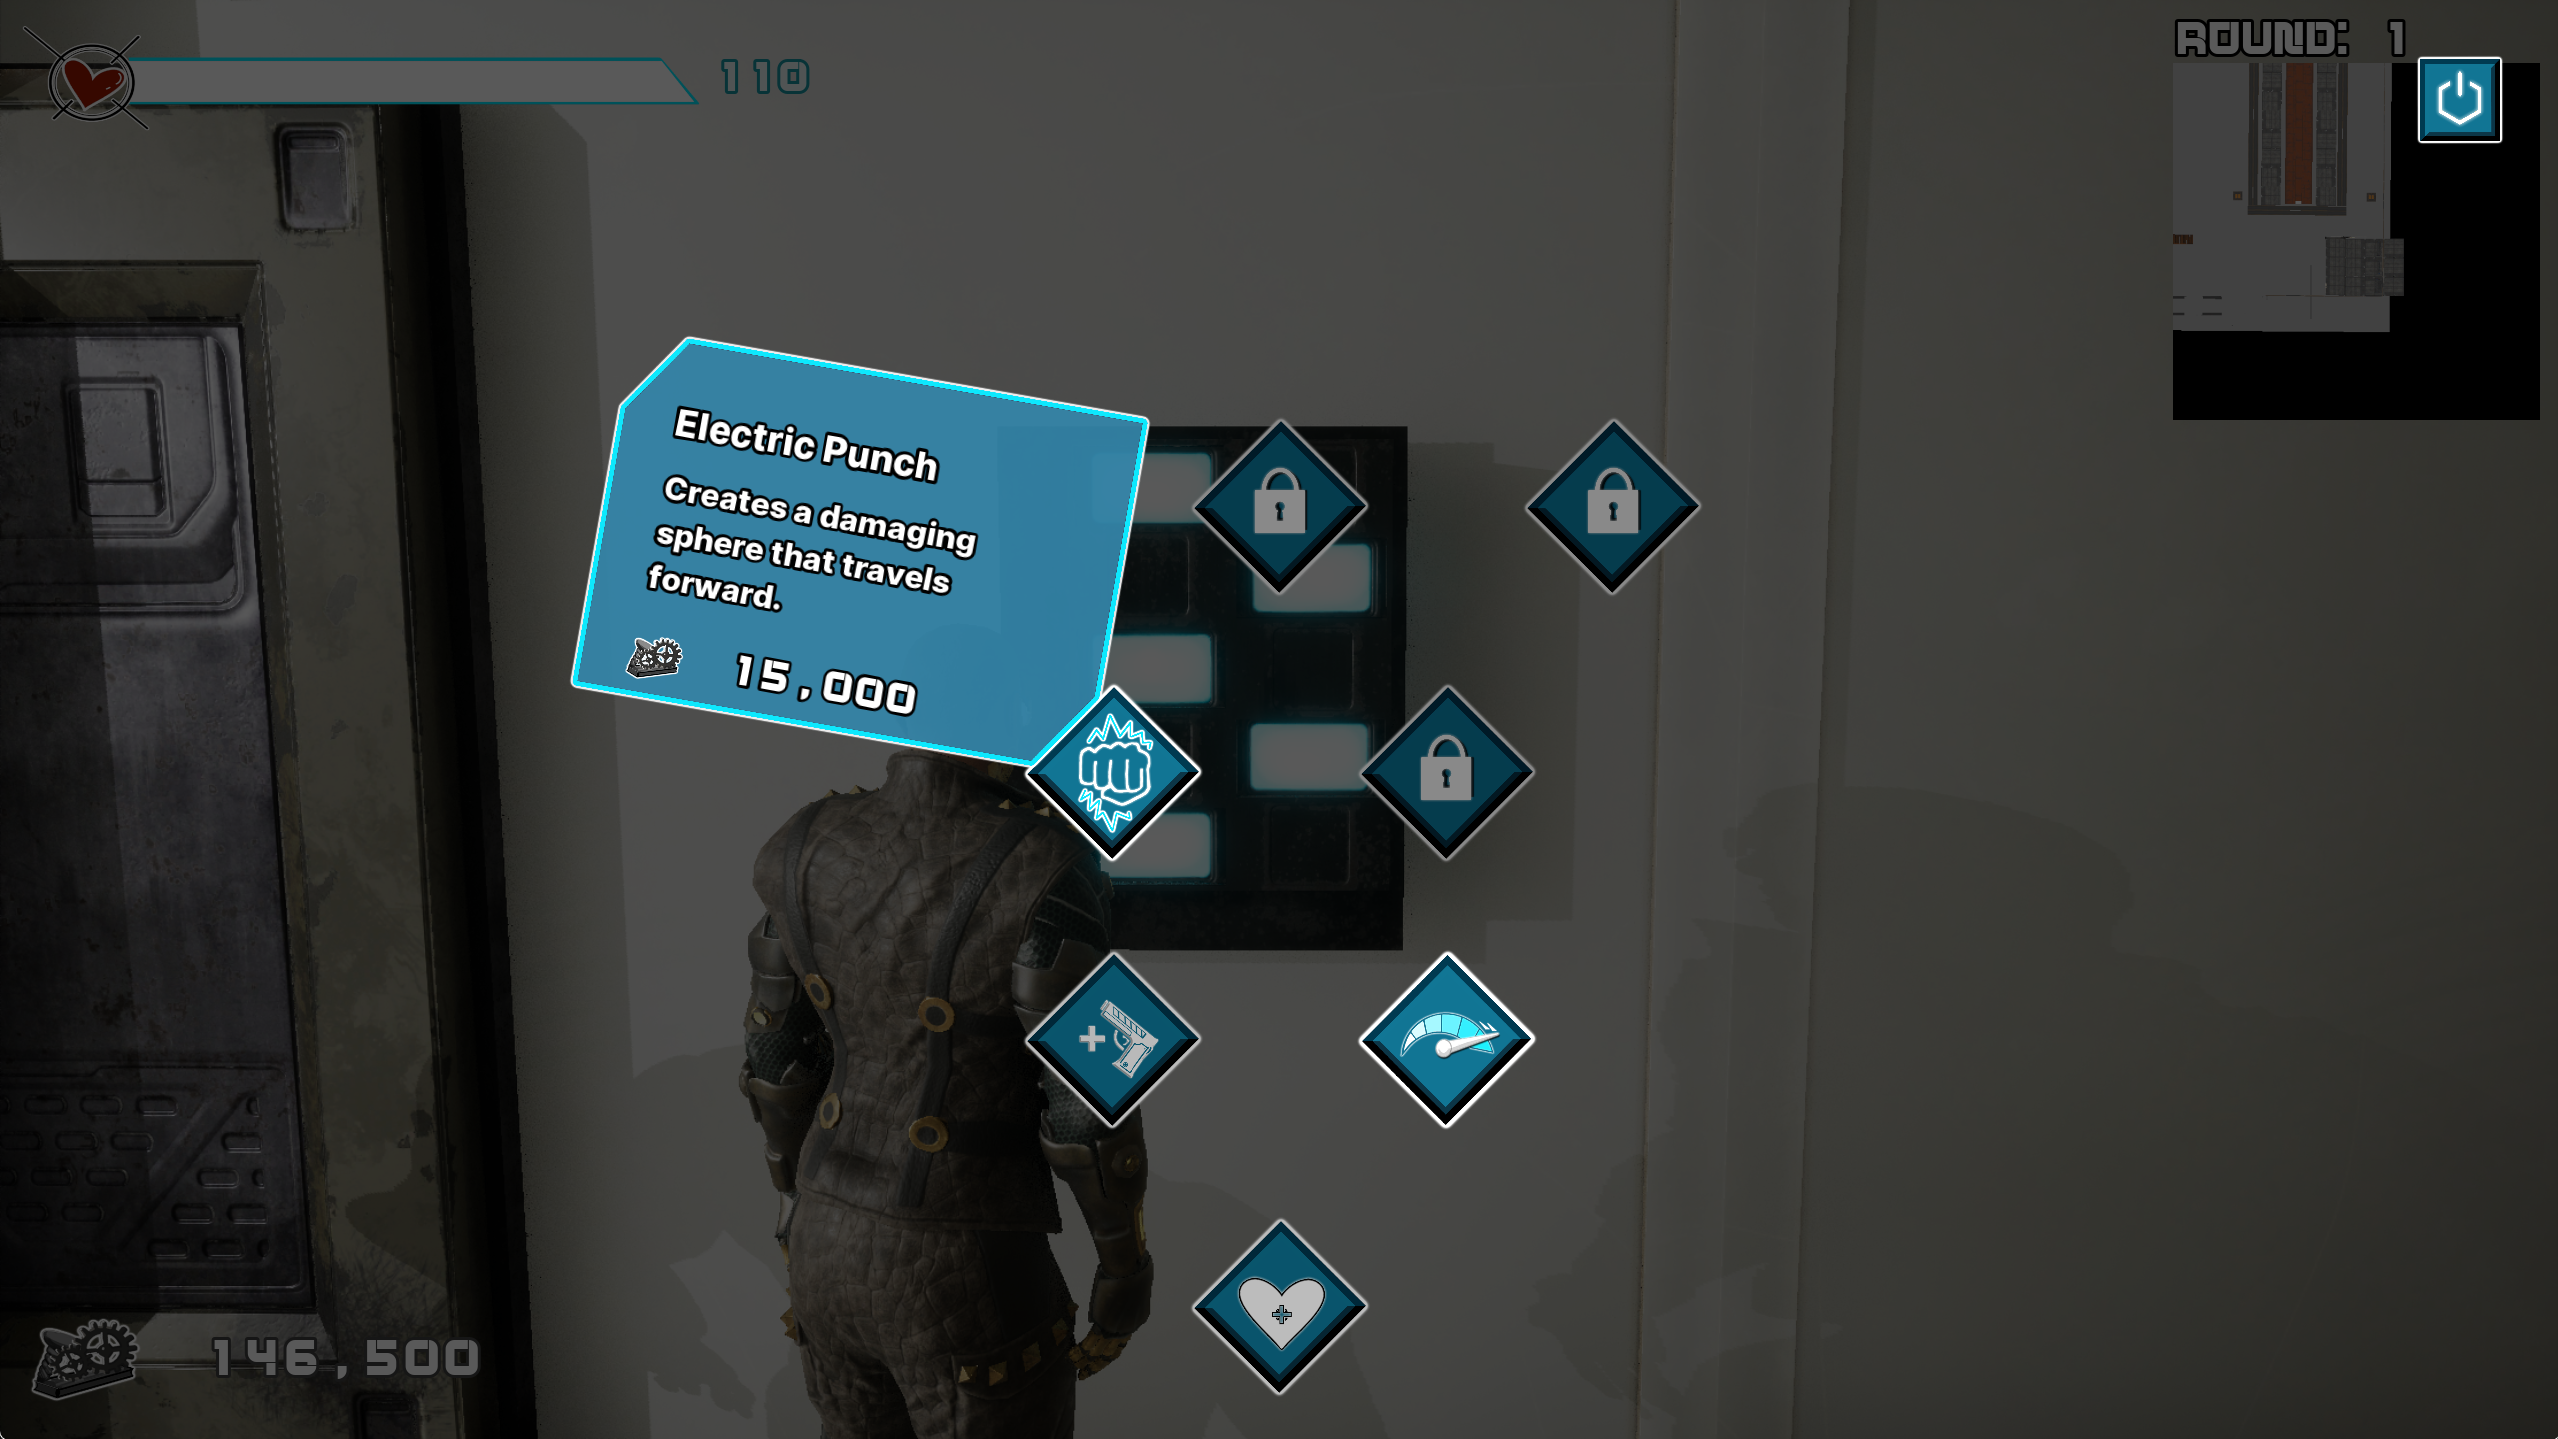 110
ROUND: 1
Electric Punch
Creates a damaging
sphere that travels
forward.
15,000
146,500